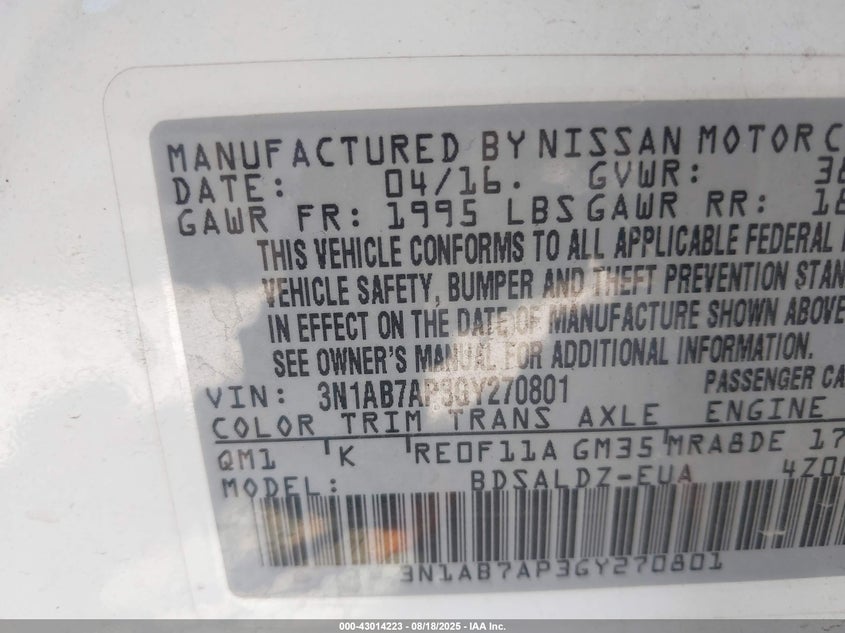 MANUFACTURED BY NISSAN MOTOR C
DATE: 04/16. GVWR: 36
GAWR FR: 1995 LBS GAWR RR: 16
THIS VEHICLE CONFORMS TO ALL APPLICABLE FEDERAL
VEHICLE SAFETY, BUMPER AND THEFT PREVENTION STAN
IN EFFECT ON THE DATE OF MANUFACTURE SHOWN ABOVE
SEE OWNER'S MANUAL FOR ADDITIONAL INFORMATION.
VIN: 3N1AB7AP3GY270801 PASSENGER CA
COLOR TRIM TRANS AXLE ENGINE
QM1 K RE0F11A GM35 MRA8DE 17
MODEL: BDSALDZ-EUA
3N1AB7AP3GY270801
000-43014223 | 08/18/2025 | IAA Inc.